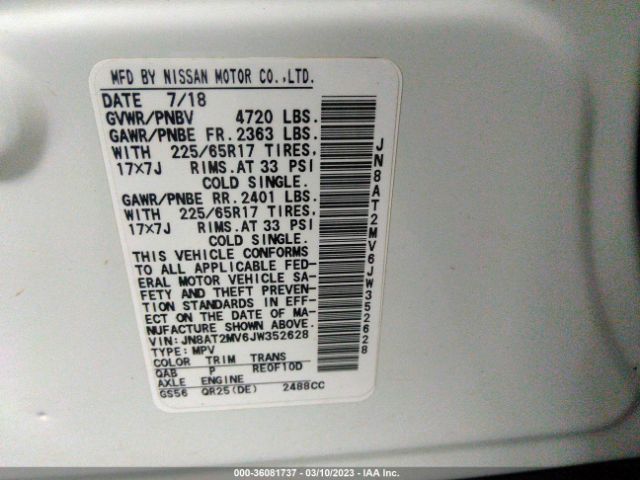 MFD BY NISSAN MOTOR CO.,LTD.
DATE 7/18
GVWR/PNBV 4720 LBS.
GAWR/PNBE FR. 2363 LBS.
WITH 225/65R17 TIRES.
17×7J RIMS.AT 33 PSI
COLD SINGLE.
GAWR/PNBE RR. 2401 LBS.
WITH 225/65R17 TIRES.
17×7J RIMS.AT 33 PSI
COLD SINGLE.
THIS VEHICLE CONFORMS
TO ALL APPLICABLE FED-
ERAL MOTOR VEHICLE SA-
FETY AND THEFT PREVEN-
TION STANDARDS IN EFF-
ECT ON THE DATE OF MA-
NUFACTURE SHOWN ABOVE.
VIN:JN8AT2MV6JW352628
TYPE:MPV
COLOR TRIM TRANS
QAB P RE0F10D
AXLE ENGINE
GS56 QR25(DE) 2488CC
JN8AT2MV6JW352628
000-36081737 - 03/10/2023 - IAA Inc.